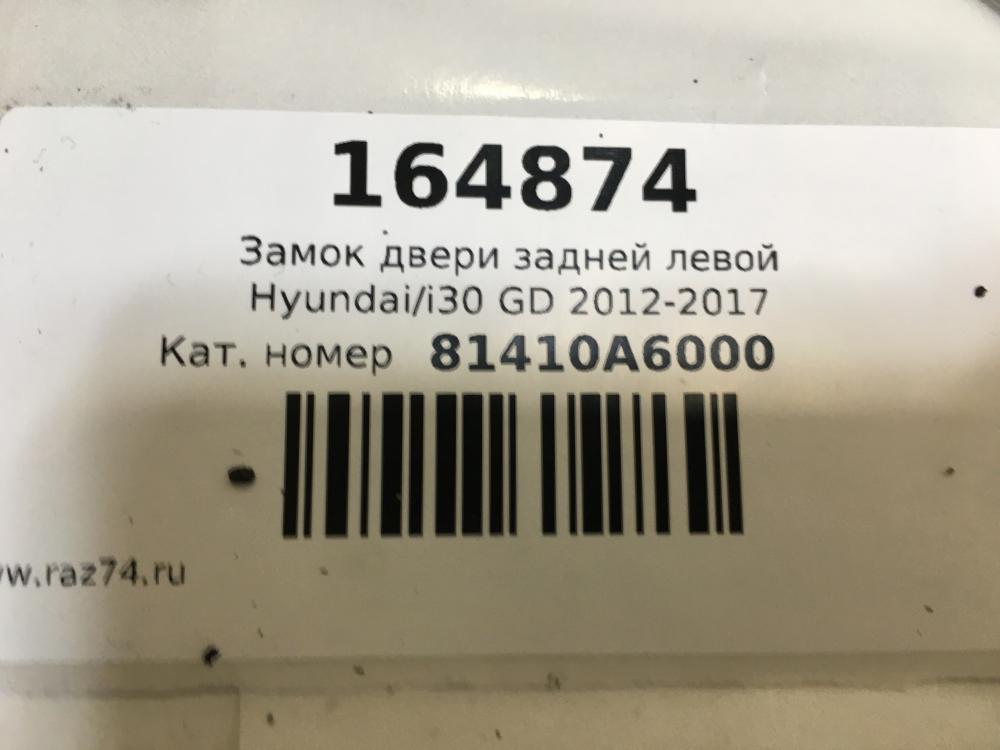 164874
Замок двери задней левой
Hyundai/i30 GD 2012-2017
Кат. номер 81410A6000
w.raz74.ru